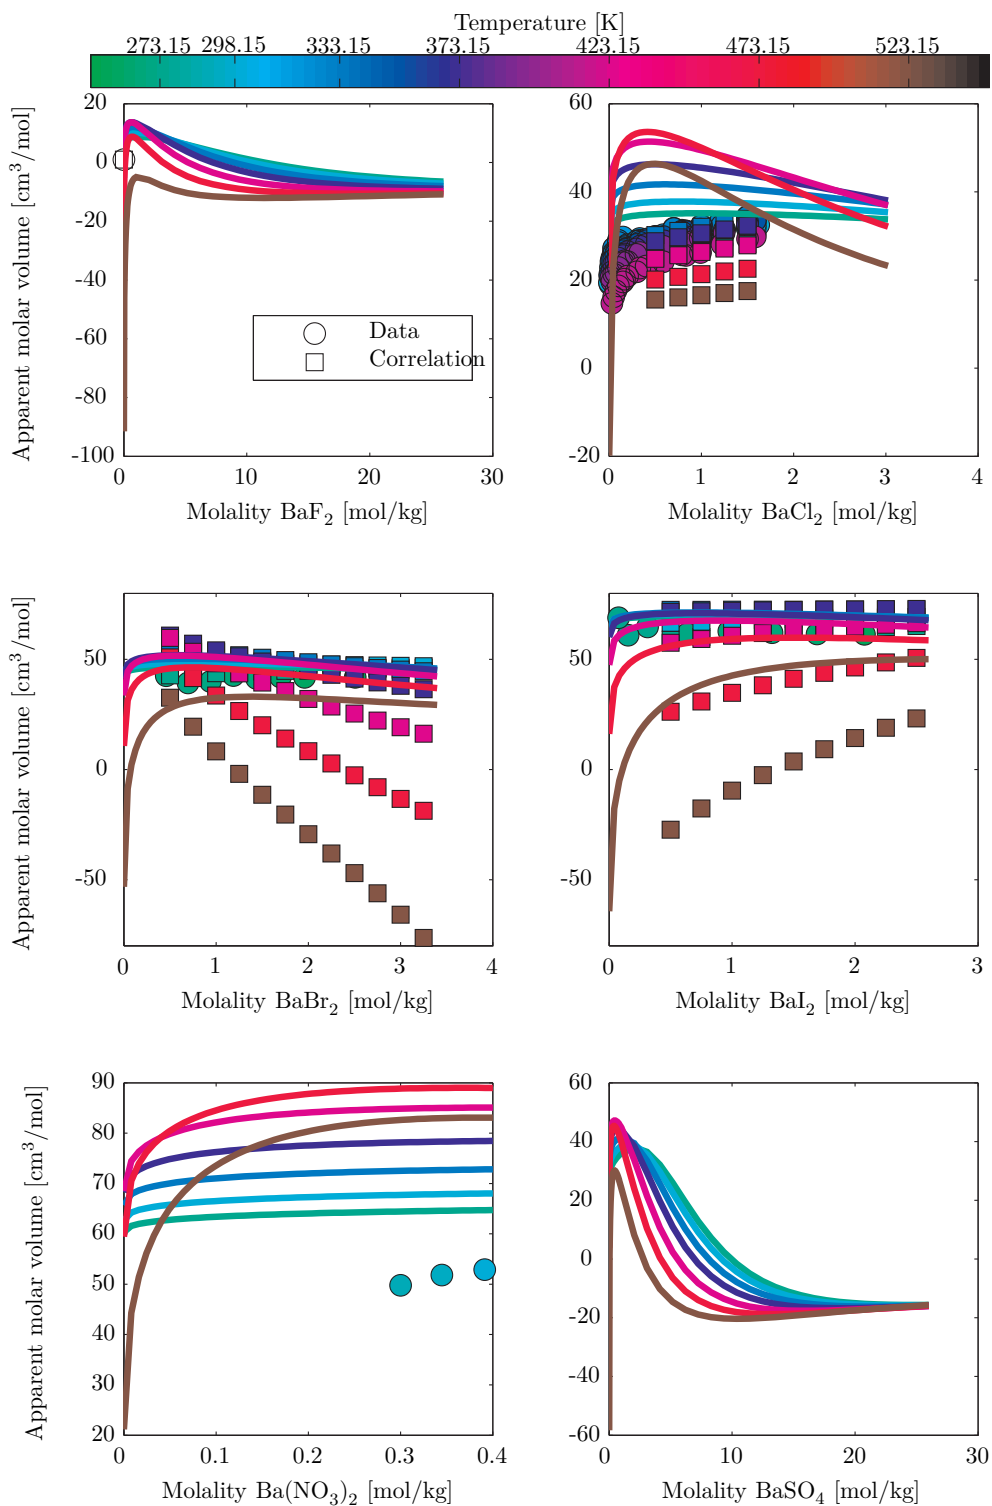 Temperature [K]
273.15 298.15 333.15 373.15 423.15 473.15 523.15
Apparent molar volume [cm³/mol]
20
0
-20
-40
-60
-80
-100
0 10 20 30
Molality BaF₂ [mol/kg]
Data
Correlation
60
40
20
0
-20
0 1 2 3 4
Molality BaCl₂ [mol/kg]
Apparent molar volume [cm³/mol]
50
0
-50
0 1 2 3 4
Molality BaBr₂ [mol/kg]
50
0
-50
0 1 2 3
Molality BaI₂ [mol/kg]
Apparent molar volume [cm³/mol]
90
80
70
60
50
40
30
20
0 0.1 0.2 0.3 0.4
Molality Ba(NO₃)₂ [mol/kg]
60
40
20
0
-20
-40
-60
0 10 20 30
Molality BaSO₄ [mol/kg]